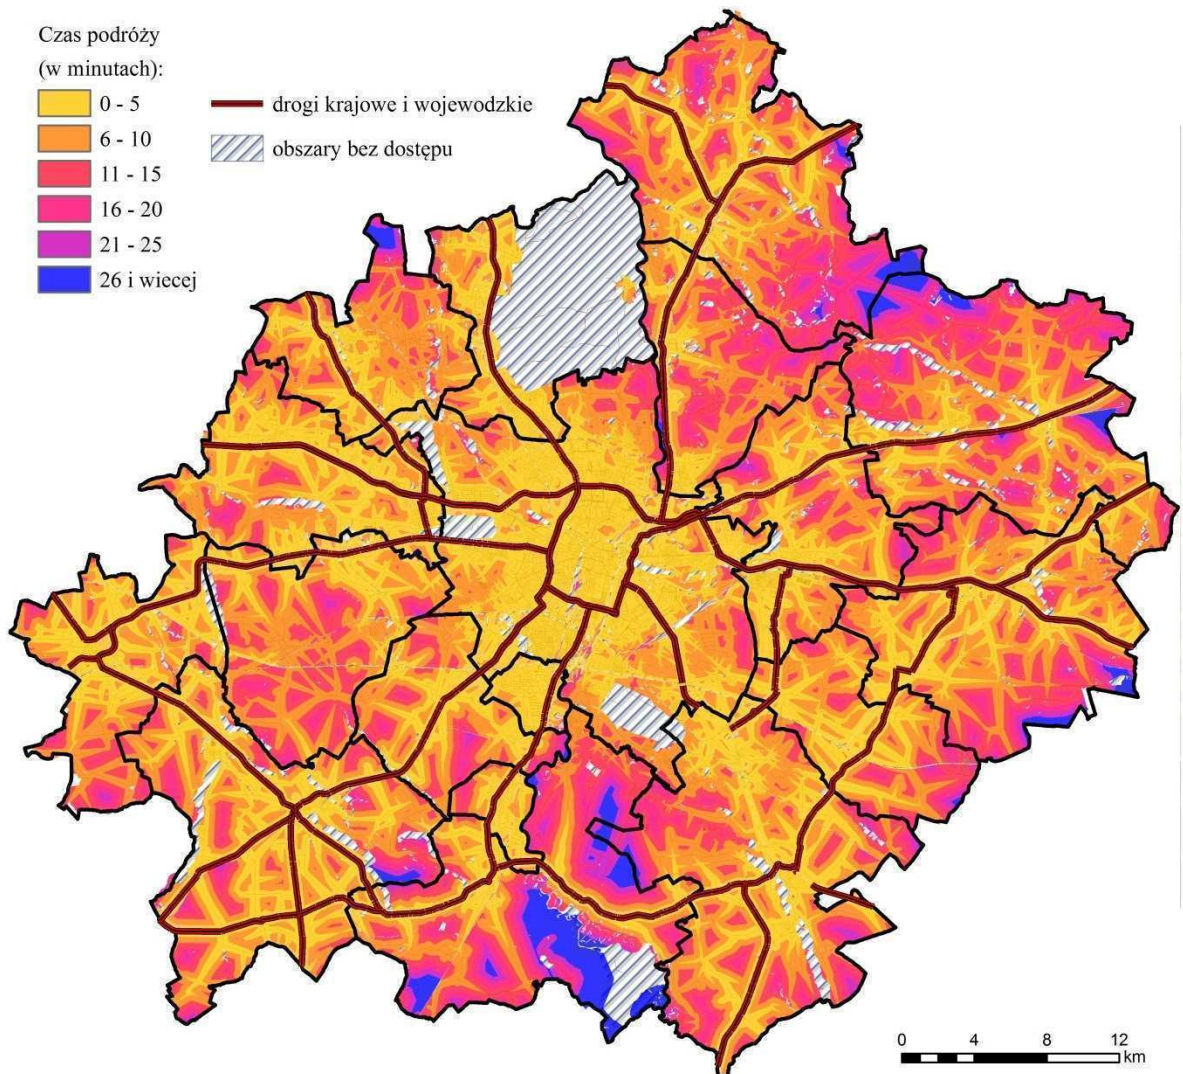 Czas podróży
(w minutach):
0 - 5
6 - 10
11 - 15
16 - 20
21 - 25
26 i wiecej
drogi krajowe i wojewodzkie
obszary bez dostępu
0 4 8 12
km